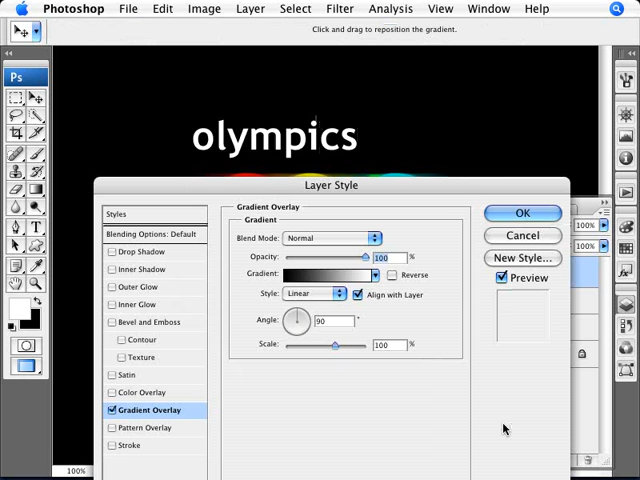 Photoshop File Edit Image Layer Select Filter Analysis View Window Help
Click and drag to reposition the gradient.
Ps
olympics
Layer Style
Styles
Blending Options: Default
Drop Shadow
Inner Shadow
Outer Glow
Inner Glow
Bevel and Emboss
Contour
Texture
Satin
Color Overlay
Gradient Overlay
Pattern Overlay
Stroke
Gradient Overlay
Gradient
Blend Mode: Normal
Opacity: 100 %
Gradient: Reverse
Style: Linear Align with Layer
Angle: 90 °
Scale: 100 %
OK
Cancel
New Style...
Preview
100%
100%
100%